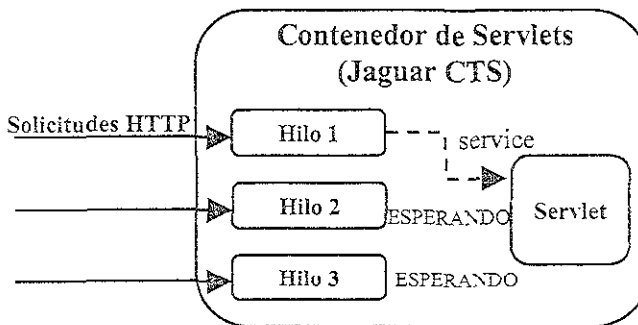 Contenedor de Servlets
(Jaguar CTS)
Solicitudes HTTP
Hilo 1
service
Hilo 2
ESPERANDO
Servlet
Hilo 3
ESPERANDO